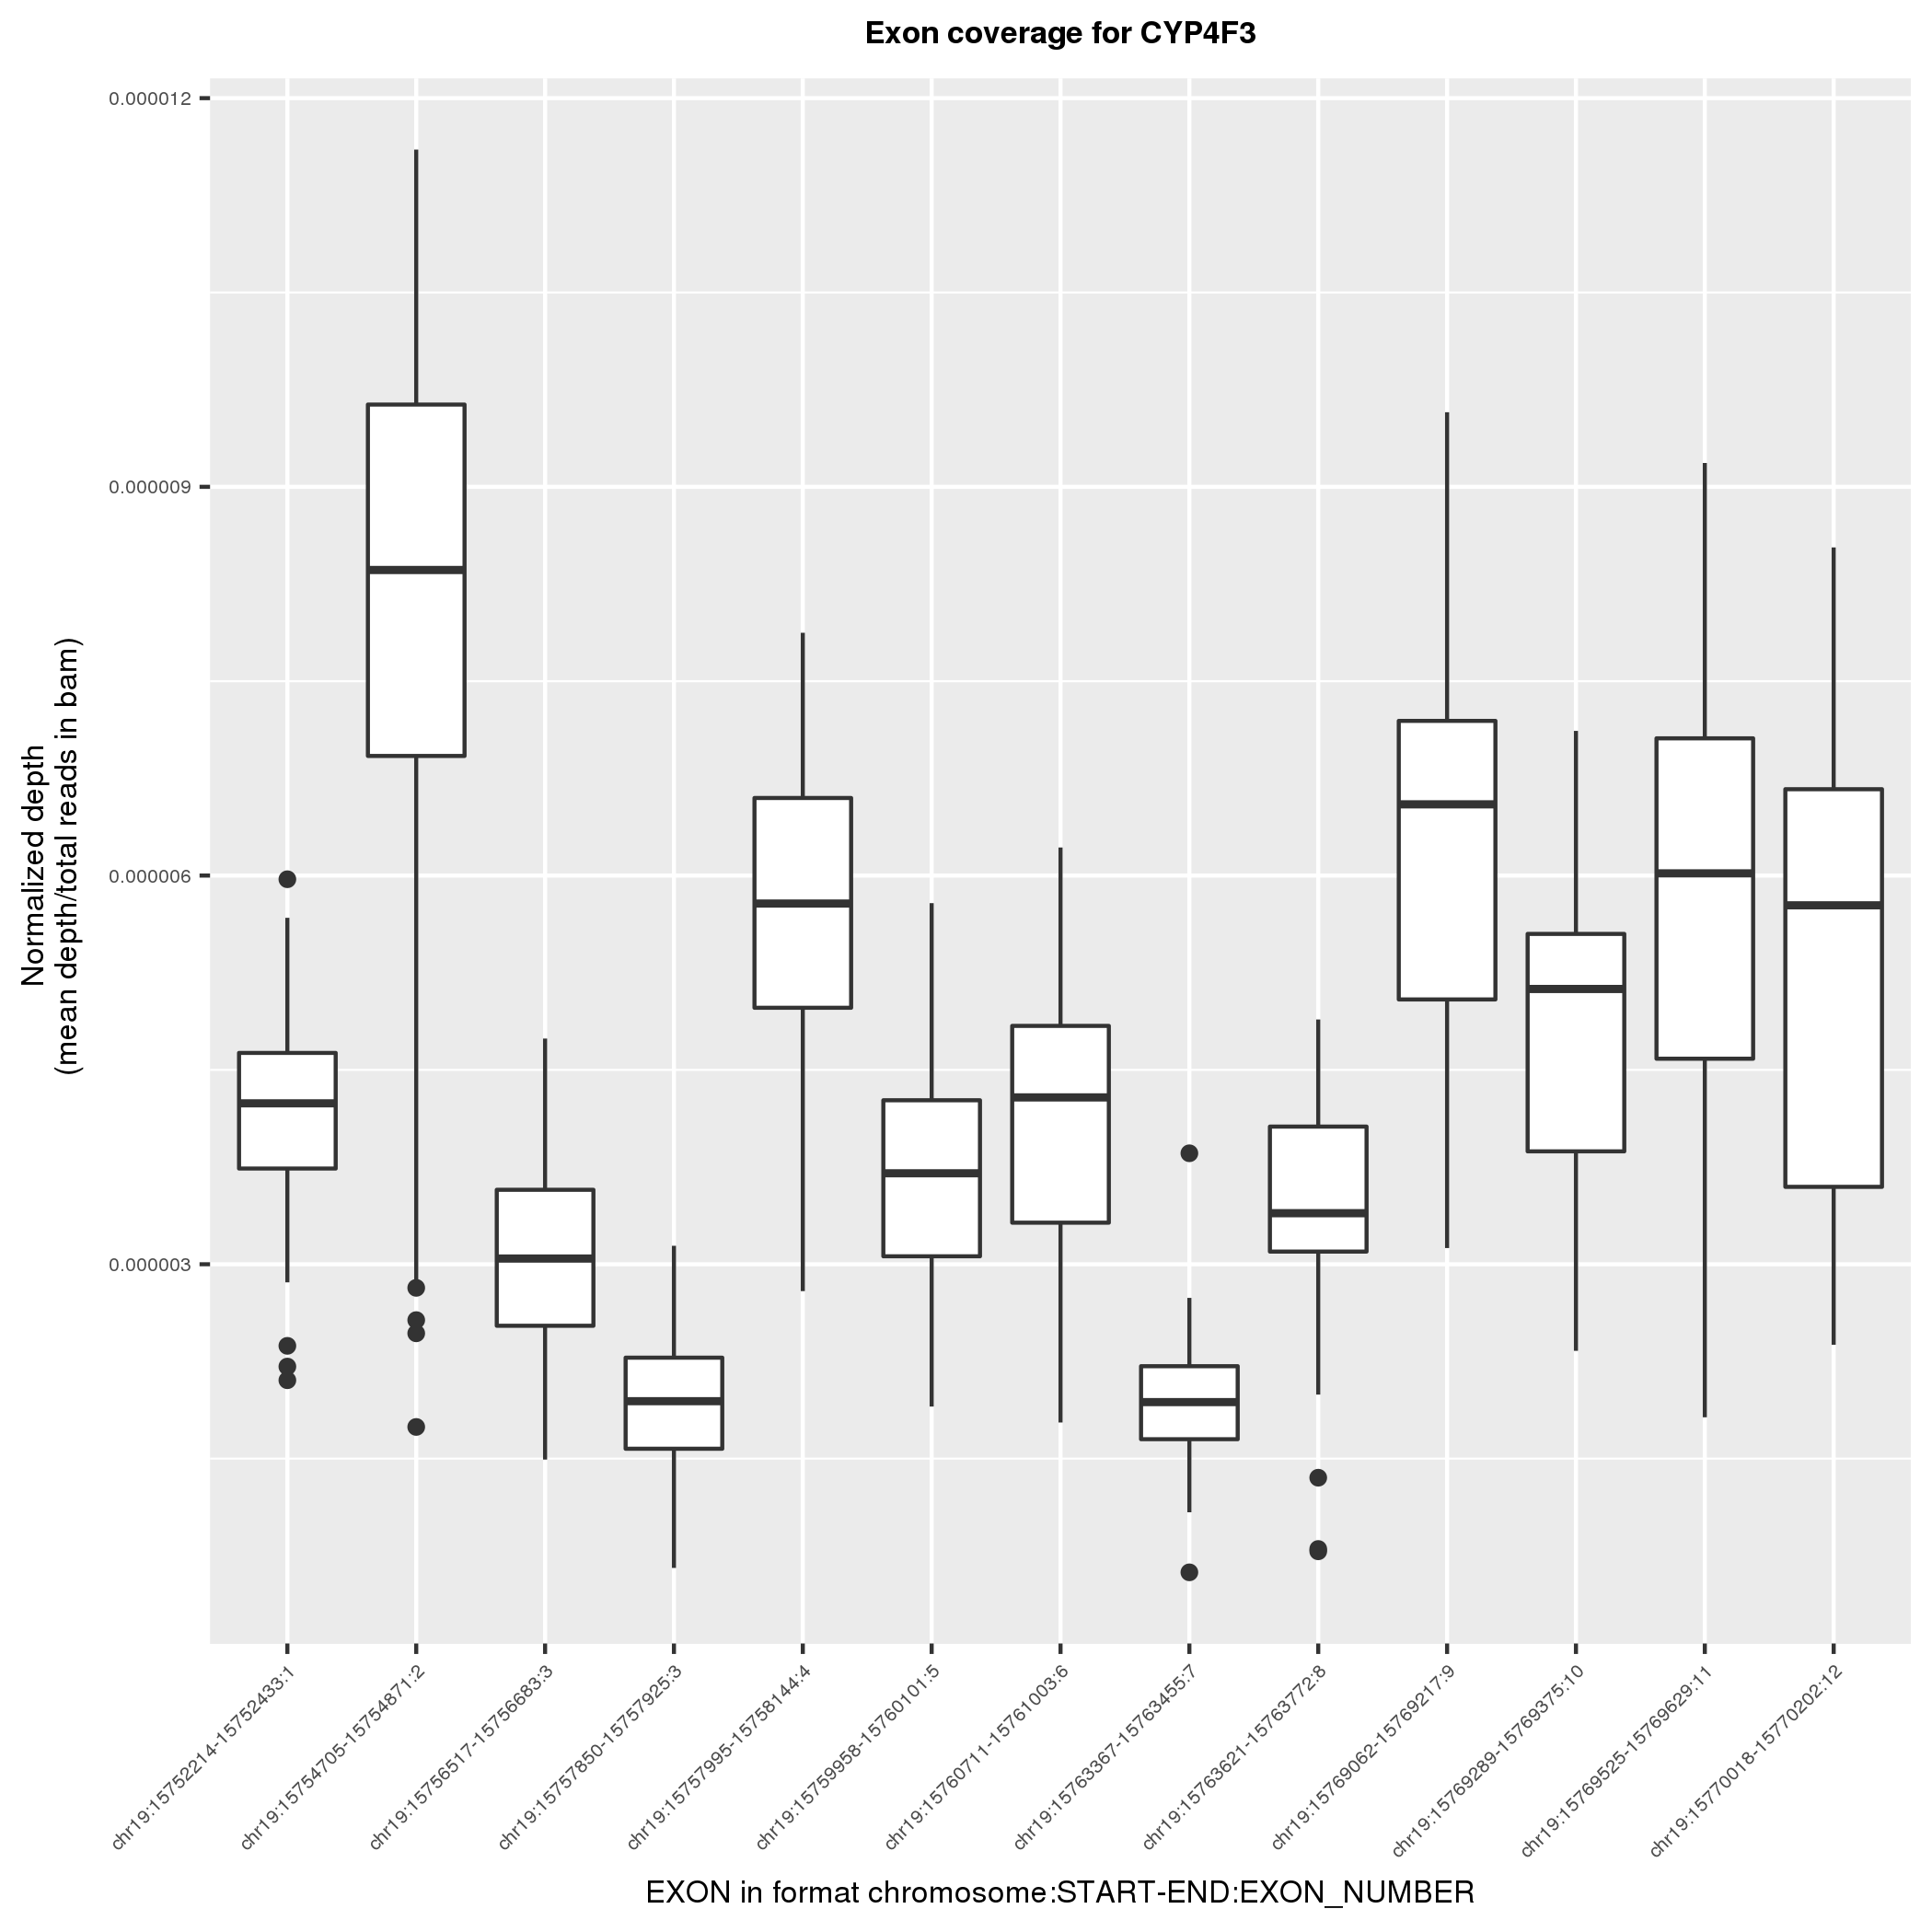 Exon coverage for CYP4F3
0.000012
0.000009
0.000006
0.000003
Normalized depth
(mean depth/total reads in bam)
chr19:15752214-15752433:1
chr19:15754705-15754871:2
chr19:15756517-15756683:3
chr19:15757850-15757925:3
chr19:15757995-15758144:4
chr19:15759958-15760101:5
chr19:15760711-15761003:6
chr19:15763367-15763455:7
chr19:15763621-15763772:8
chr19:15769062-15769217:9
chr19:15769289-15769375:10
chr19:15769525-15769629:11
chr19:15770018-15770202:12
EXON in format chromosome:START-END:EXON_NUMBER